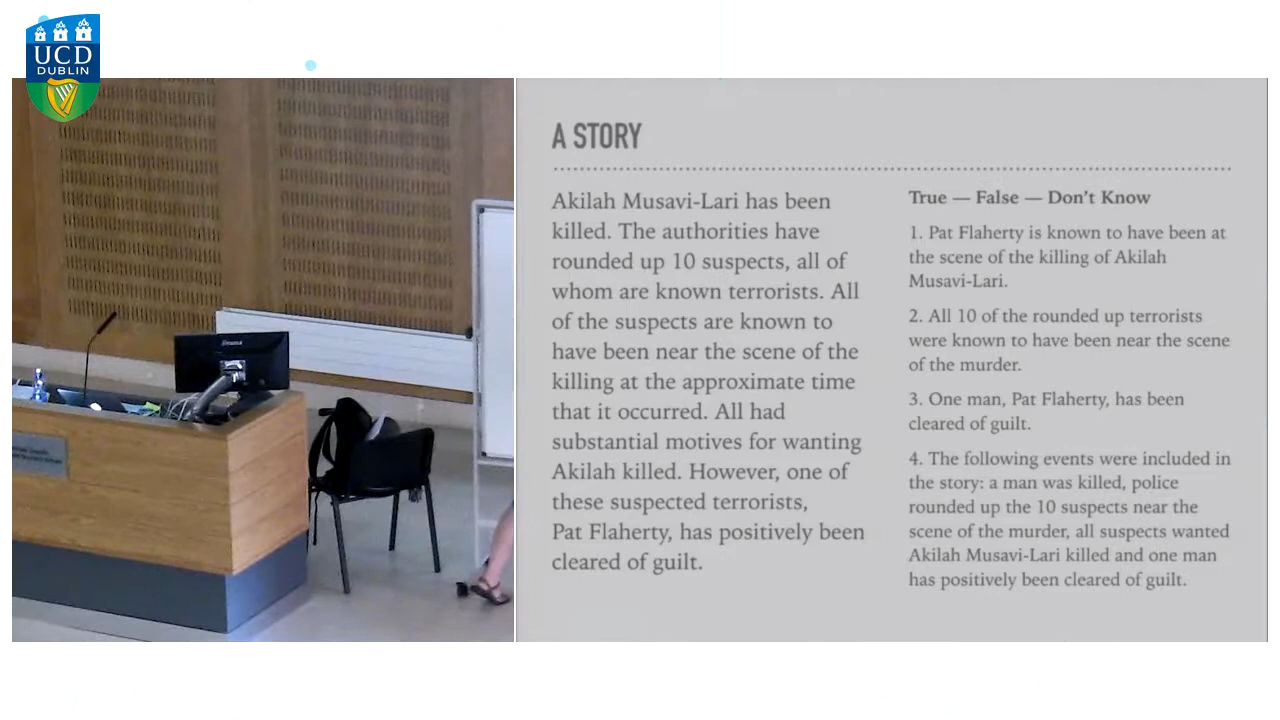 UCD
DUBLIN
A STORY
Akilah Musavi-Lari has been
killed. The authorities have
rounded up 10 suspects, all of
whom are known terrorists. All
of the suspects are known to
have been near the scene of the
killing at the approximate time
that it occurred. All had
substantial motives for wanting
Akilah killed. However, one of
these suspected terrorists,
Pat Flaherty, has positively been
cleared of guilt.
True — False — Don't Know
1. Pat Flaherty is known to have been at
the scene of the killing of Akilah
Musavi-Lari.
2. All 10 of the rounded up terrorists
were known to have been near the scene
of the murder.
3. One man, Pat Flaherty, has been
cleared of guilt.
4. The following events were included in
the story: a man was killed, police
rounded up the 10 suspects near the
scene of the murder, all suspects wanted
Akilah Musavi-Lari killed and one man
has positively been cleared of guilt.